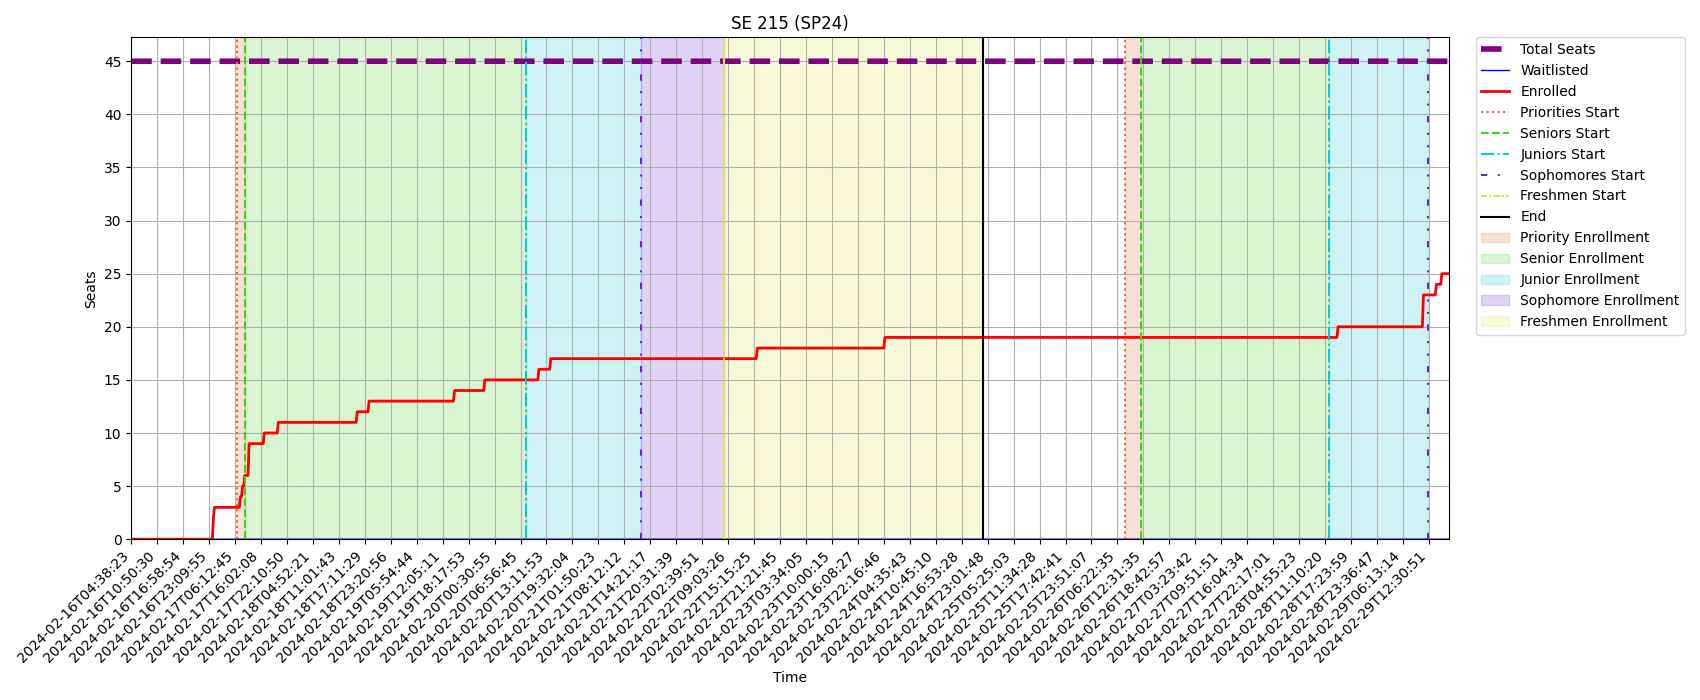 SE 215 (SP24)
Seats
45
40
35
30
25
20
15
10
5
0
2024-02-16T04:38:23
2024-02-16T10:50:30
2024-02-16T16:58:54
2024-02-16T23:09:55
2024-02-17T06:12:45
2024-02-17T16:02:08
2024-02-17T22:10:50
2024-02-18T04:52:21
2024-02-18T11:01:43
2024-02-18T17:11:29
2024-02-18T23:20:56
2024-02-19T05:54:44
2024-02-19T12:05:11
2024-02-19T18:17:53
2024-02-20T00:30:55
2024-02-20T06:56:45
2024-02-20T13:11:53
2024-02-20T19:32:04
2024-02-21T01:50:23
2024-02-21T08:12:12
2024-02-21T14:21:17
2024-02-21T20:31:39
2024-02-22T02:39:51
2024-02-22T09:03:26
2024-02-22T15:15:25
2024-02-22T21:21:45
2024-02-23T03:34:05
2024-02-23T10:00:15
2024-02-23T16:08:27
2024-02-23T22:16:46
2024-02-24T04:35:43
2024-02-24T10:45:10
2024-02-24T16:53:28
2024-02-24T23:01:48
2024-02-25T05:25:03
2024-02-25T11:34:28
2024-02-25T17:42:41
2024-02-25T23:51:07
2024-02-26T06:22:35
2024-02-26T12:31:35
2024-02-26T18:42:57
2024-02-27T03:23:42
2024-02-27T09:51:51
2024-02-27T16:04:34
2024-02-27T22:17:01
2024-02-28T04:55:23
2024-02-28T11:10:20
2024-02-28T17:23:59
2024-02-28T23:36:47
2024-02-29T06:13:14
2024-02-29T12:30:51
Time
Total Seats
Waitlisted
Enrolled
Priorities Start
Seniors Start
Juniors Start
Sophomores Start
Freshmen Start
End
Priority Enrollment
Senior Enrollment
Junior Enrollment
Sophomore Enrollment
Freshmen Enrollment